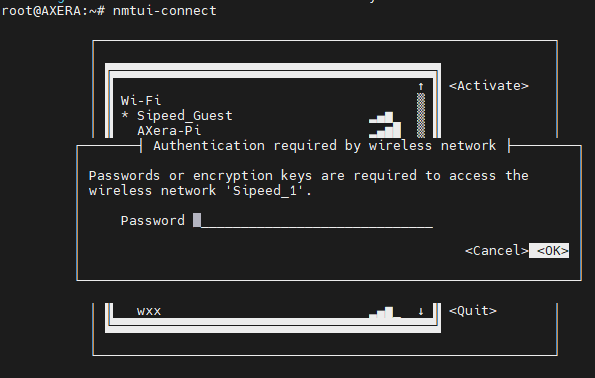 root@AXERA:~# nmtui-connect
↑ <Activate>
Wi-Fi
* Sipeed_Guest ▂▄▆_
AXera-Pi ▂▄▆█
Authentication required by wireless network
Passwords or encryption keys are required to access the
wireless network 'Sipeed_1'.
Password ______________________________
<Cancel> <OK>
wxx ▂▄▆_ ↓ <Quit>